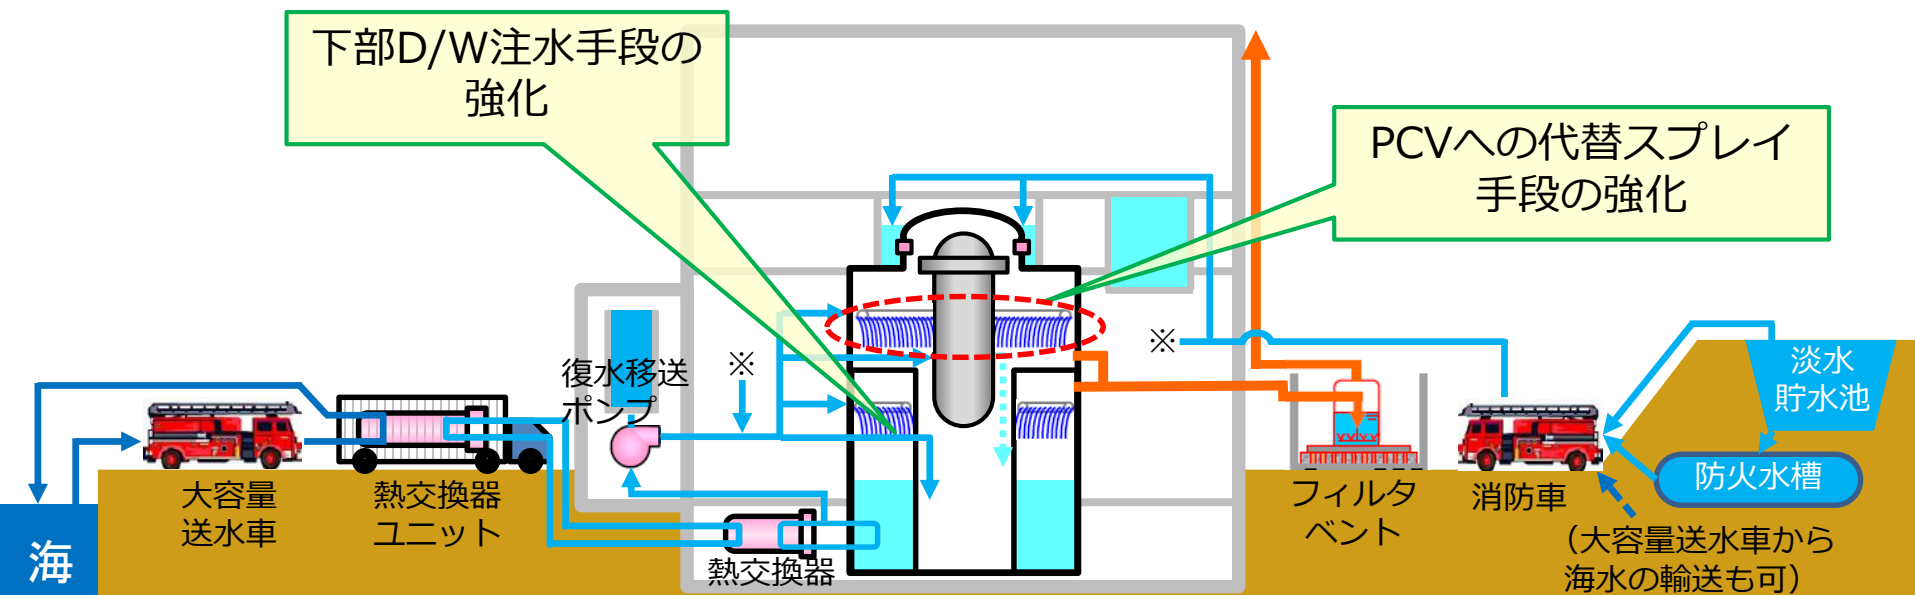 下部D/W注水手段の
強化
PCVへの代替スプレイ
手段の強化
復水移送
ポンプ
※
※
淡水
貯水池
防火水槽
大容量
送水車
熱交換器
ユニット
フィルタ
ベント
消防車
海
熱交換器
(大容量送水車から
海水の輸送も可)